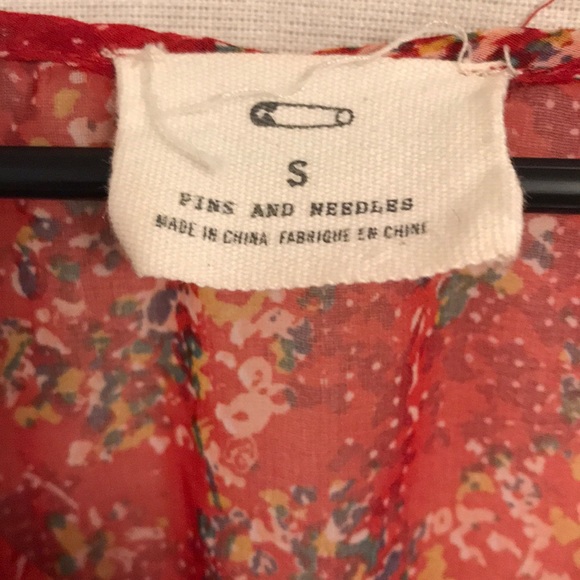 S
PINS AND NEEDLES
MADE IN CHINA FABRIQUE EN CHINE